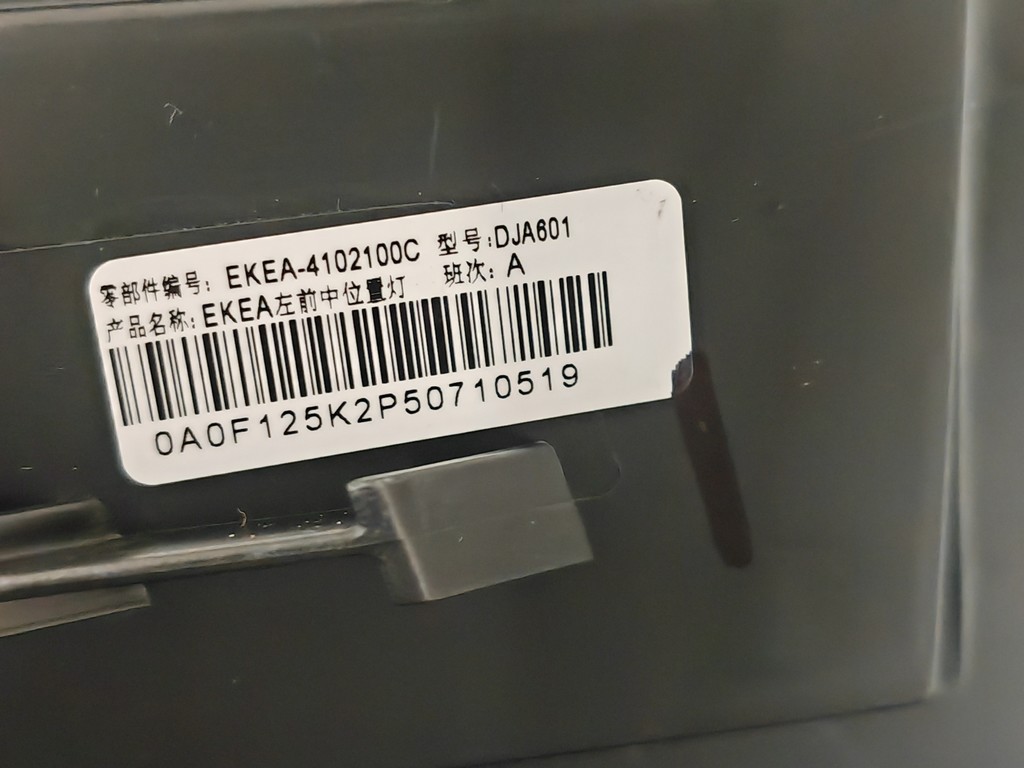 零部件编号: EKEA-4102100C 型号:DJA601
产品名称:EKEA左前中位置灯 班次: A
0A0F125K2P50710519